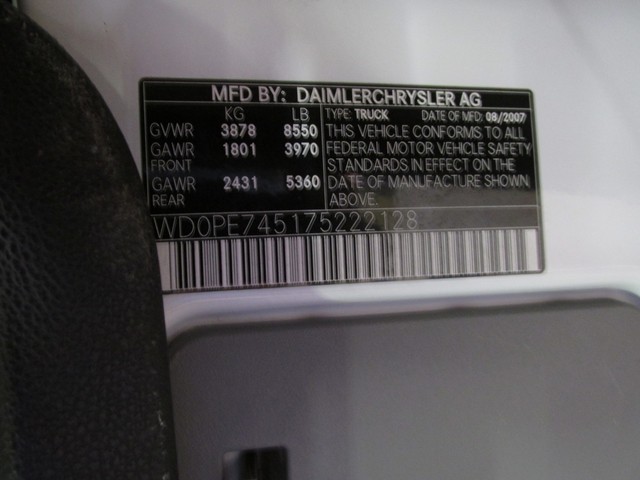 MFD BY: DAIMLERCHRYSLER AG
KG LB
GVWR 3878 8550
GAWR 1801 3970
FRONT
GAWR 2431 5360
REAR
TYPE: TRUCK DATE OF MFD: 08/2007
THIS VEHICLE CONFORMS TO ALL
FEDERAL MOTOR VEHICLE SAFETY
STANDARDS IN EFFECT ON THE
DATE OF MANUFACTURE SHOWN
ABOVE.
WD0PE745175222128